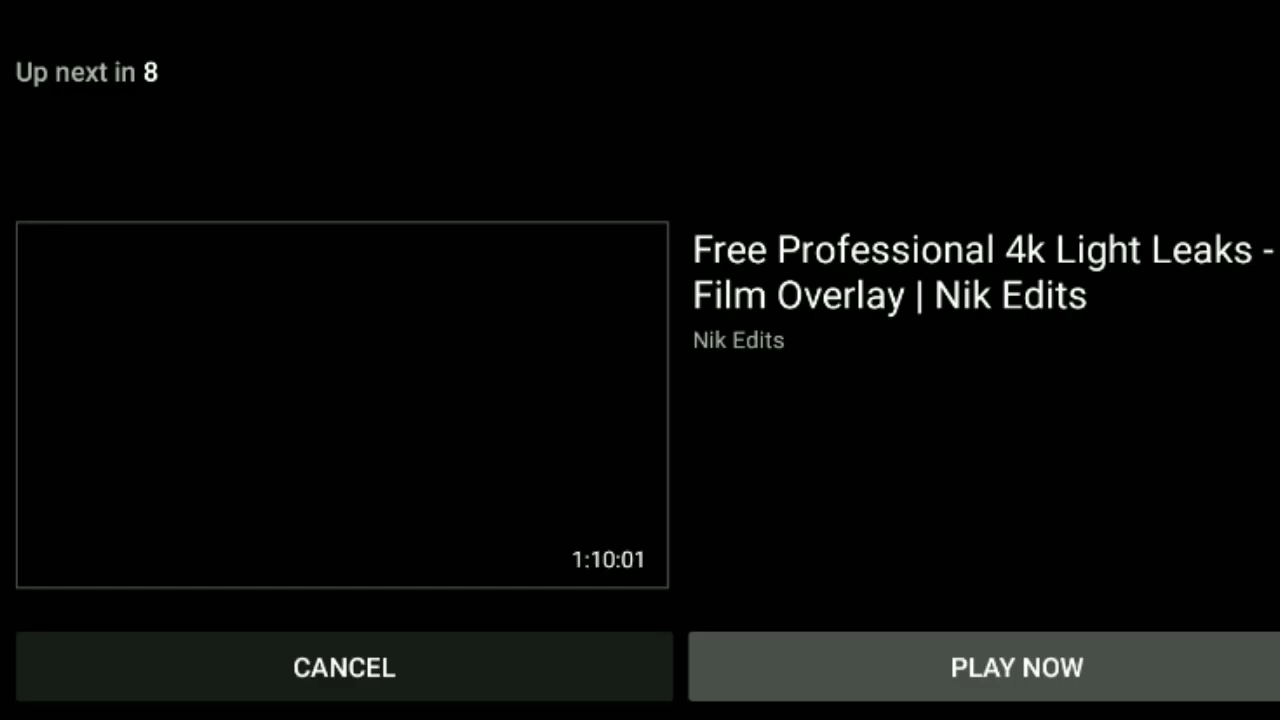 Up next in 8
Free Professional 4k Light Leaks -
Film Overlay | Nik Edits
Nik Edits
1:10:01
CANCEL
PLAY NOW